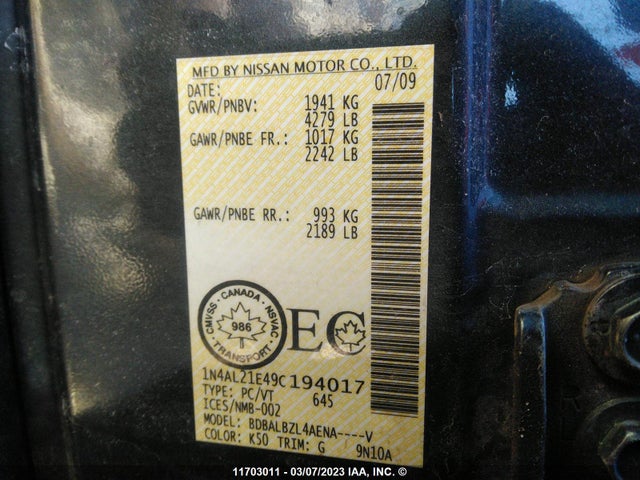 MFD BY NISSAN MOTOR CO., LTD.
DATE: 07/09
GVWR/PNBV: 1941 KG
4279 LB
GAWR/PNBE FR.: 1017 KG
2242 LB
GAWR/PNBE RR.: 993 KG
2189 LB
CMVSS - CANADA - NSVAC
986
TRANSPORT
EC
1N4AL21E49C194017
TYPE: PC/VT 645
ICES/NMB-002
MODEL: BDBALBZL4AENA----V
COLOR: K50 TRIM: G 9N10A
11703011 - 03/07/2023 IAA, Inc.